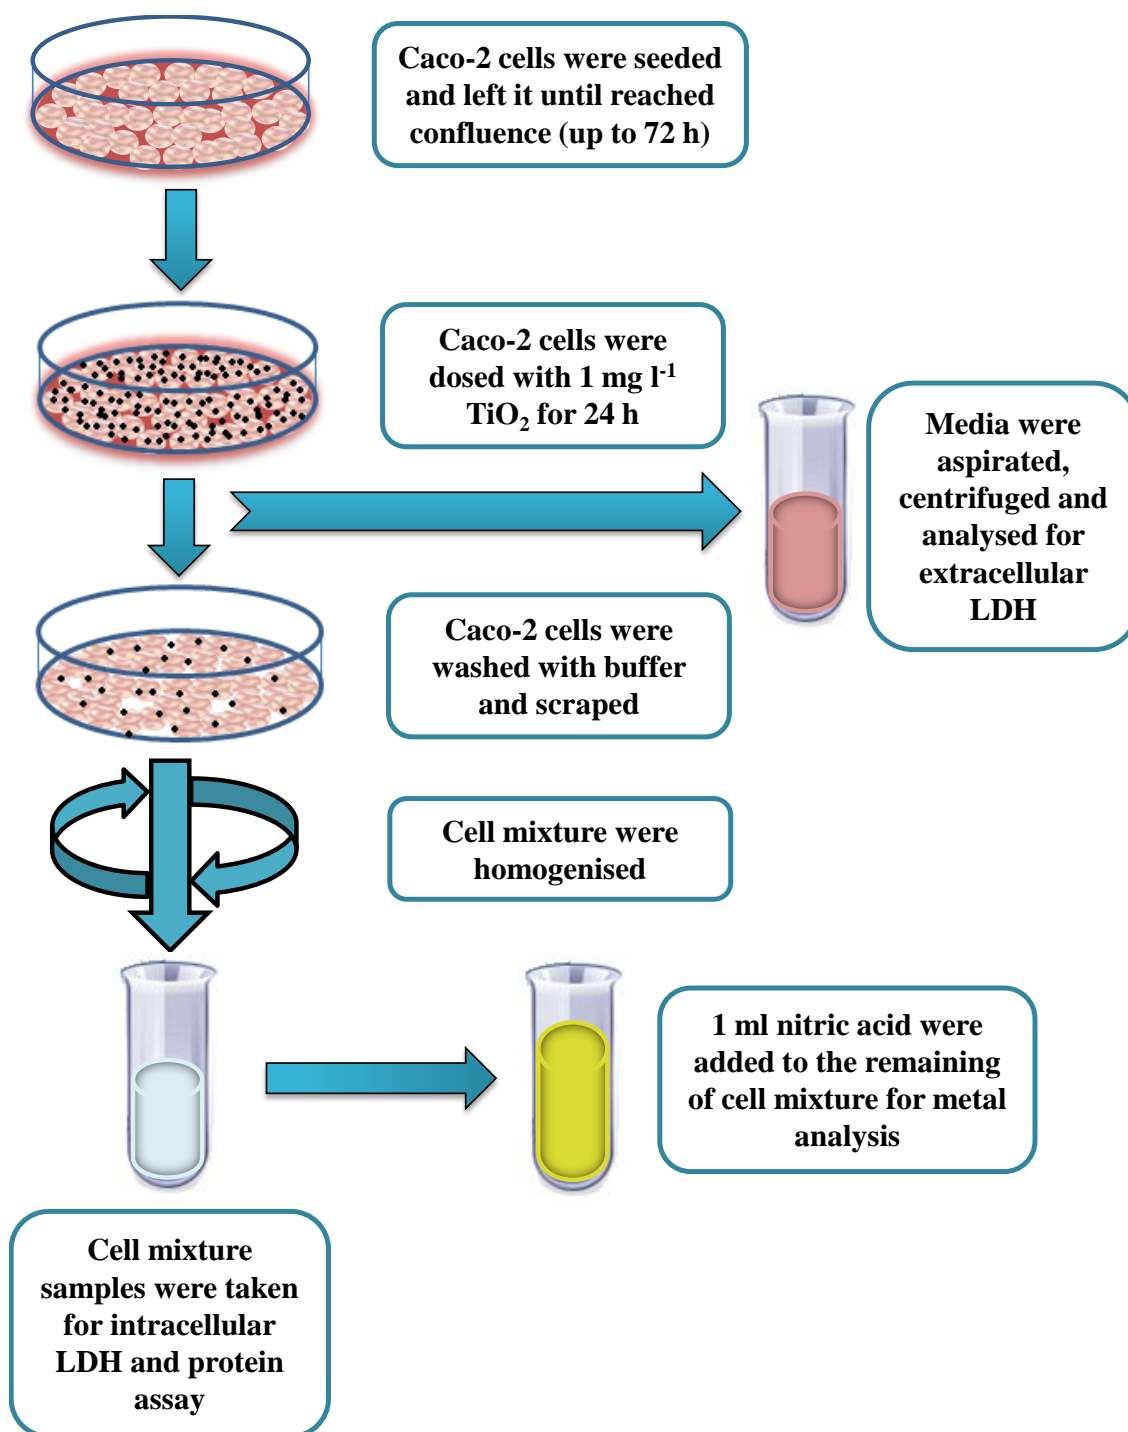 Caco-2 cells were seeded
and left it until reached
confluence (up to 72 h)
Caco-2 cells were
dosed with 1 mg l⁻¹
TiO₂ for 24 h
Media were
aspirated,
centrifuged and
analysed for
extracellular
LDH
Caco-2 cells were
washed with buffer
and scraped
Cell mixture were
homogenised
1 ml nitric acid were
added to the remaining
of cell mixture for metal
analysis
Cell mixture
samples were taken
for intracellular
LDH and protein
assay